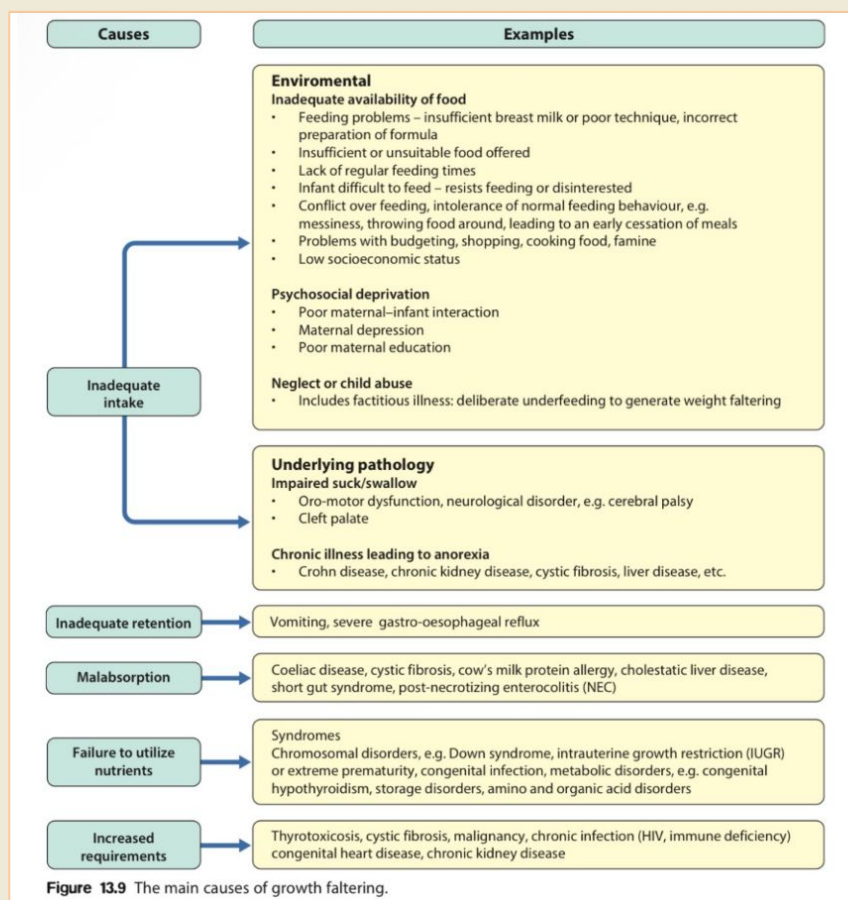 Causes
Examples
Enviromental
Inadequate availability of food
• Feeding problems – insufficient breast milk or poor technique, incorrect
preparation of formula
• Insufficient or unsuitable food offered
• Lack of regular feeding times
• Infant difficult to feed – resists feeding or disinterested
• Conflict over feeding, intolerance of normal feeding behaviour, e.g.
messiness, throwing food around, leading to an early cessation of meals
• Problems with budgeting, shopping, cooking food, famine
• Low socioeconomic status
Psychosocial deprivation
• Poor maternal–infant interaction
• Maternal depression
• Poor maternal education
Neglect or child abuse
• Includes factitious illness: deliberate underfeeding to generate weight faltering
Inadequate
intake
Underlying pathology
Impaired suck/swallow
• Oro-motor dysfunction, neurological disorder, e.g. cerebral palsy
• Cleft palate
Chronic illness leading to anorexia
• Crohn disease, chronic kidney disease, cystic fibrosis, liver disease, etc.
Inadequate retention
Vomiting, severe gastro-oesophageal reflux
Malabsorption
Coeliac disease, cystic fibrosis, cow's milk protein allergy, cholestatic liver disease,
short gut syndrome, post-necrotizing enterocolitis (NEC)
Failure to utilize
nutrients
Syndromes
Chromosomal disorders, e.g. Down syndrome, intrauterine growth restriction (IUGR)
or extreme prematurity, congenital infection, metabolic disorders, e.g. congenital
hypothyroidism, storage disorders, amino and organic acid disorders
Increased
requirements
Thyrotoxicosis, cystic fibrosis, malignancy, chronic infection (HIV, immune deficiency)
congenital heart disease, chronic kidney disease
Figure 13.9 The main causes of growth faltering.